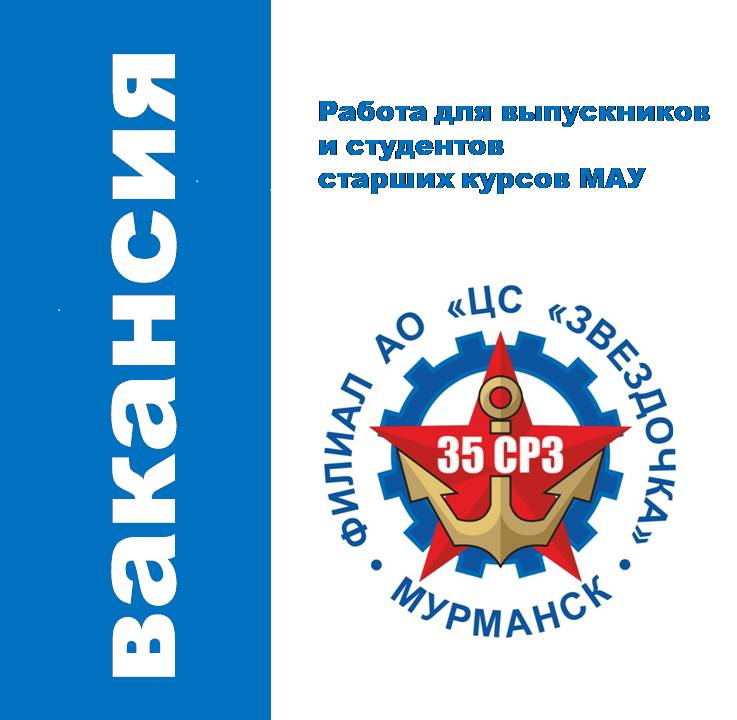 вакансия
Работа для выпускников
и студентов
старших курсов МАУ
ФИЛИАЛ АО «ЦС «ЗВЕЗДОЧКА»
35 СРЗ
• МУРМАНСК •